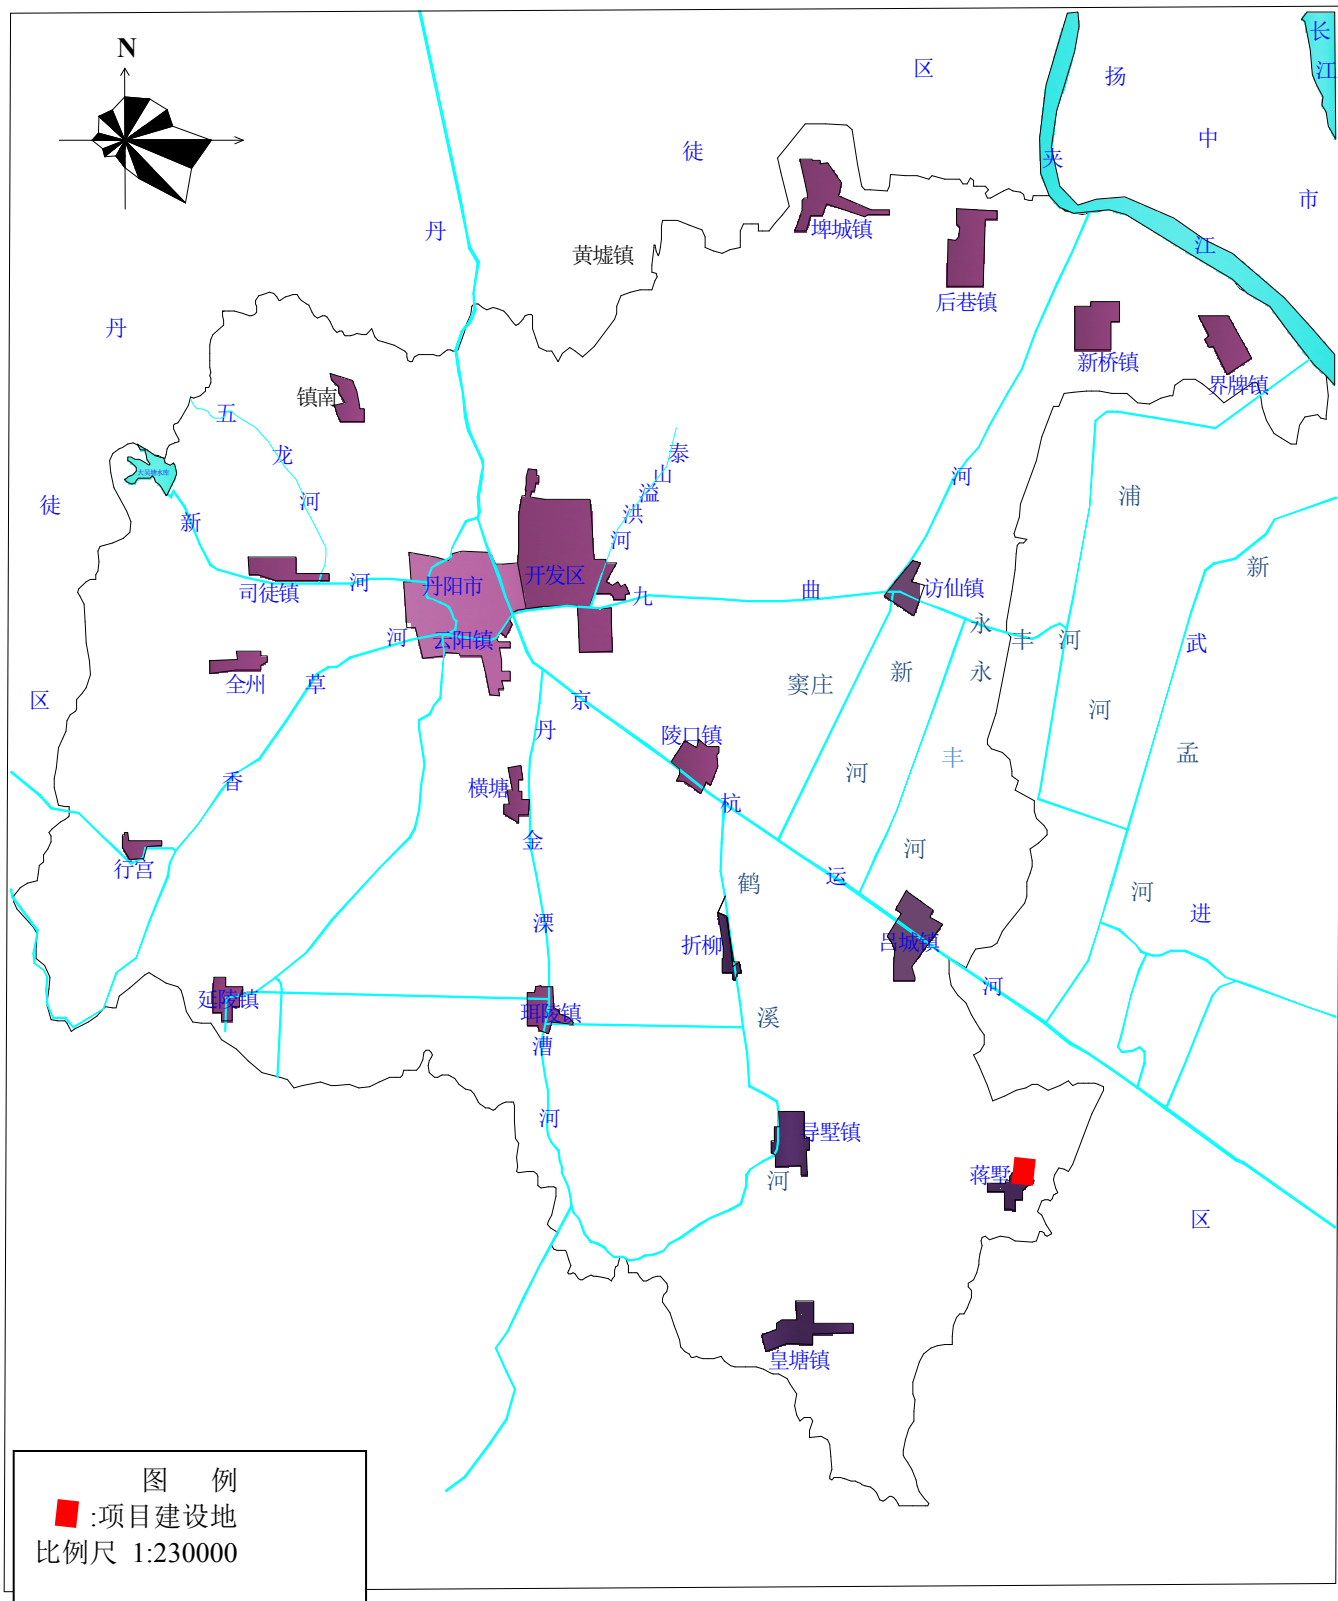 N
长
江
区
扬
中
市
徒
夹
江
丹
埤城镇
黄墟镇
后巷镇
丹
新桥镇
界牌镇
镇南
五
龙
河
泰
山
溢
洪
河
大吴塘水库
徒
新
河
司徒镇
丹阳市
开发区
九
曲
河
访仙镇
浦
新
河
云阳镇
永
丰
河
武
河
草
香
全州
区
京
丹
窦庄
新
河
永
丰
河
孟
陵口镇
横塘
杭
金
行宫
鹤
运
河
进
溧
折柳
吕城镇
河
延陵镇
珥陵镇
溪
漕
河
导墅镇
河
蒋墅
区
皇塘镇
图 例
:项目建设地
比例尺 1:230000